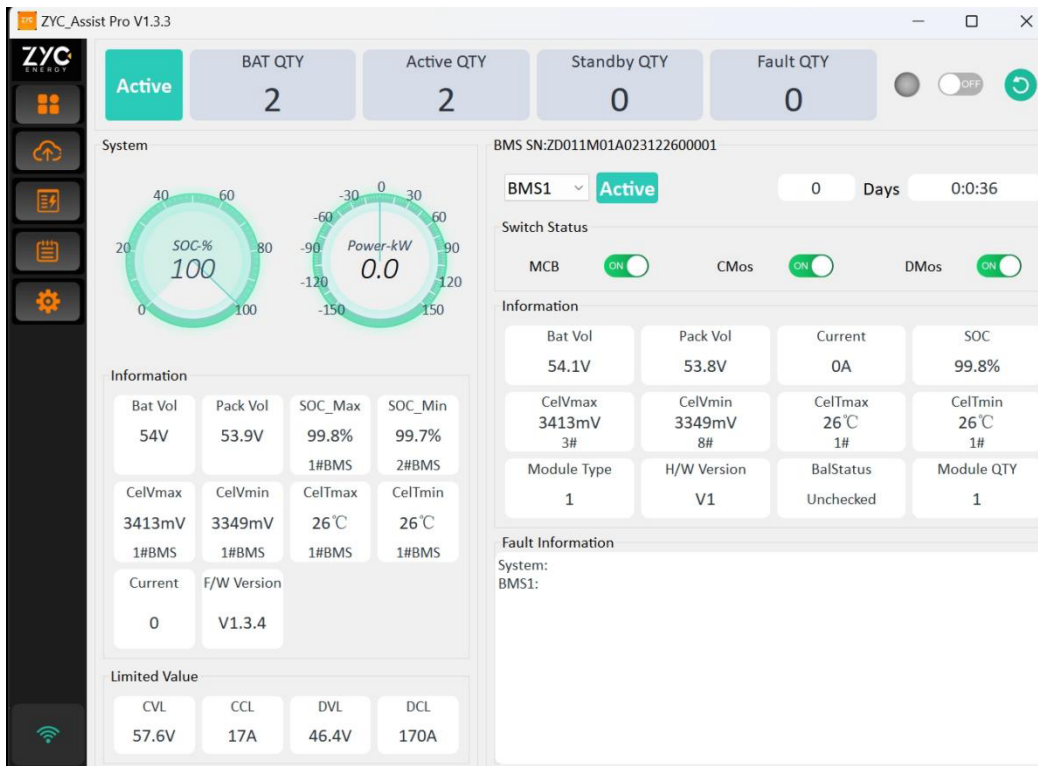 ZYC_Assist Pro V1.3.3
ZYC
ENERGY
Active
BAT QTY
2
Active QTY
2
Standby QTY
0
Fault QTY
0
OFF
System
0
20
40
60
80
100
SOC-%
100
-150
-120
-90
-60
-30
0
30
60
90
120
150
Power-kW
0.0
Information
Bat Vol Pack Vol SOC_Max SOC_Min
54V 53.9V 99.8% 99.7%
1#BMS 2#BMS
CelVmax CelVmin CelTmax CelTmin
3413mV 3349mV 26℃ 26℃
1#BMS 1#BMS 1#BMS 1#BMS
Current F/W Version
0 V1.3.4
Limited Value
CVL CCL DVL DCL
57.6V 17A 46.4V 170A
BMS SN:ZD011M01A023122600001
BMS1 Active 0 Days 0:0:36
Switch Status
MCB ON CMos ON DMos ON
Information
Bat Vol Pack Vol Current SOC
54.1V 53.8V 0A 99.8%
CelVmax CelVmin CelTmax CelTmin
3413mV 3349mV 26℃ 26℃
3# 8# 1# 1#
Module Type H/W Version BalStatus Module QTY
1 V1 Unchecked 1
Fault Information
System:
BMS1: